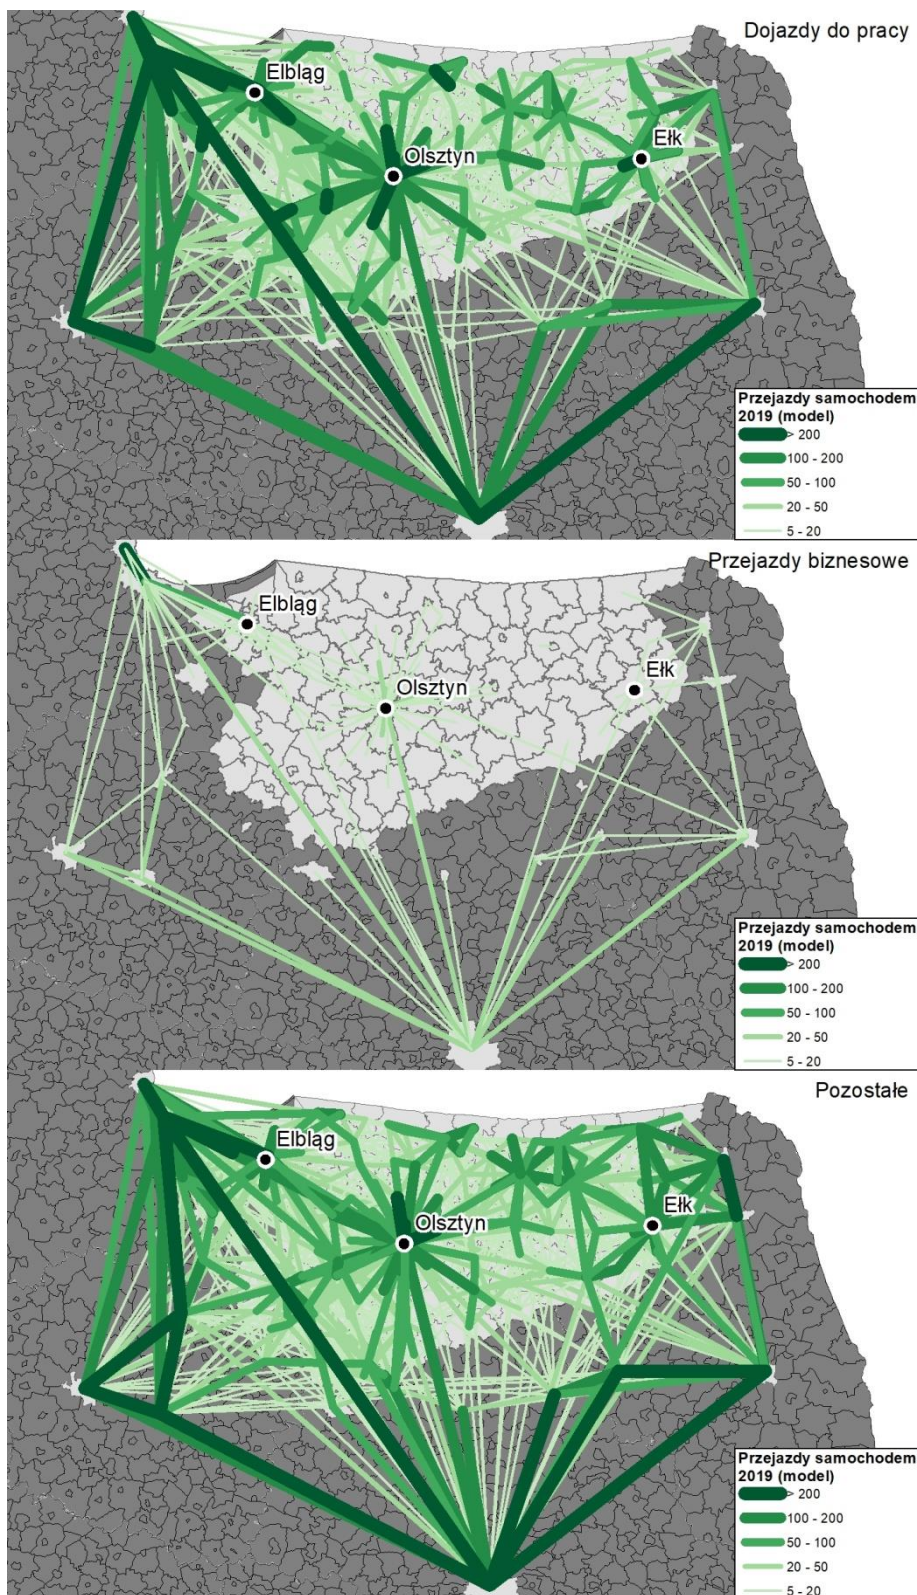 Dojazdy do pracy
Elbląg
Olsztyn
Ełk
Przejazdy samochodem
2019 (model)
> 200
100 - 200
50 - 100
20 - 50
5 - 20
Przejazdy biznesowe
Elbląg
Ełk
Olsztyn
Przejazdy samochodem
2019 (model)
> 200
100 - 200
50 - 100
20 - 50
5 - 20
Pozostałe
Elbląg
Ełk
Olsztyn
Przejazdy samochodem
2019 (model)
> 200
100 - 200
50 - 100
20 - 50
5 - 20